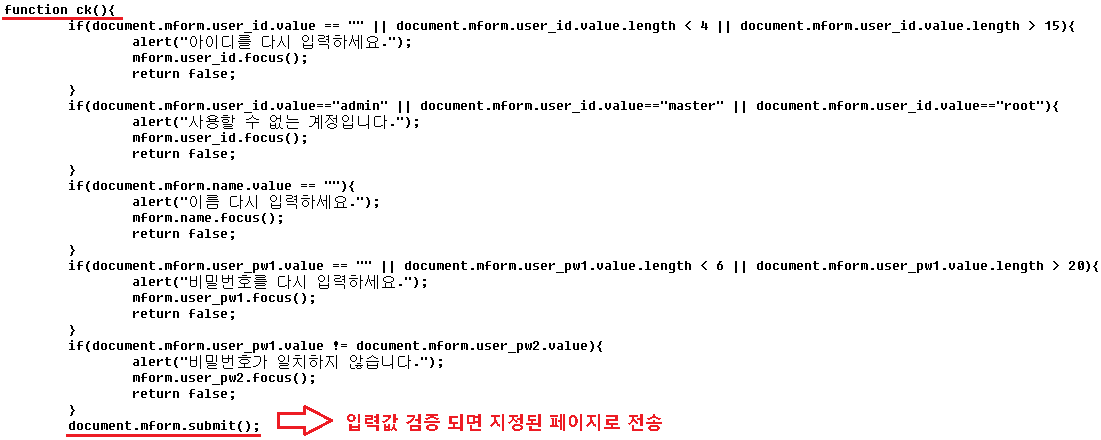 function ck(){
if(document.mform.user_id.value == "" || document.mform.user_id.value.length < 4 || document.mform.user_id.value.length > 15){
alert("아이디를 다시 입력하세요.");
mform.user_id.focus();
return false;
}
if(document.mform.user_id.value=="admin" || document.mform.user_id.value=="master" || document.mform.user_id.value=="root"){
alert("사용할 수 없는 계정입니다.");
mform.user_id.focus();
return false;
}
if(document.mform.name.value == ""){
alert("이름 다시 입력하세요.");
mform.name.focus();
return false;
}
if(document.mform.user_pw1.value == "" || document.mform.user_pw1.value.length < 6 || document.mform.user_pw1.value.length > 20){
alert("비밀번호를 다시 입력하세요.");
mform.user_pw1.focus();
return false;
}
if(document.mform.user_pw1.value != document.mform.user_pw2.value){
alert("비밀번호가 일치하지 않습니다.");
mform.user_pw2.focus();
return false;
}
document.mform.submit(); 입력값 검증 되면 지정된 페이지로 전송